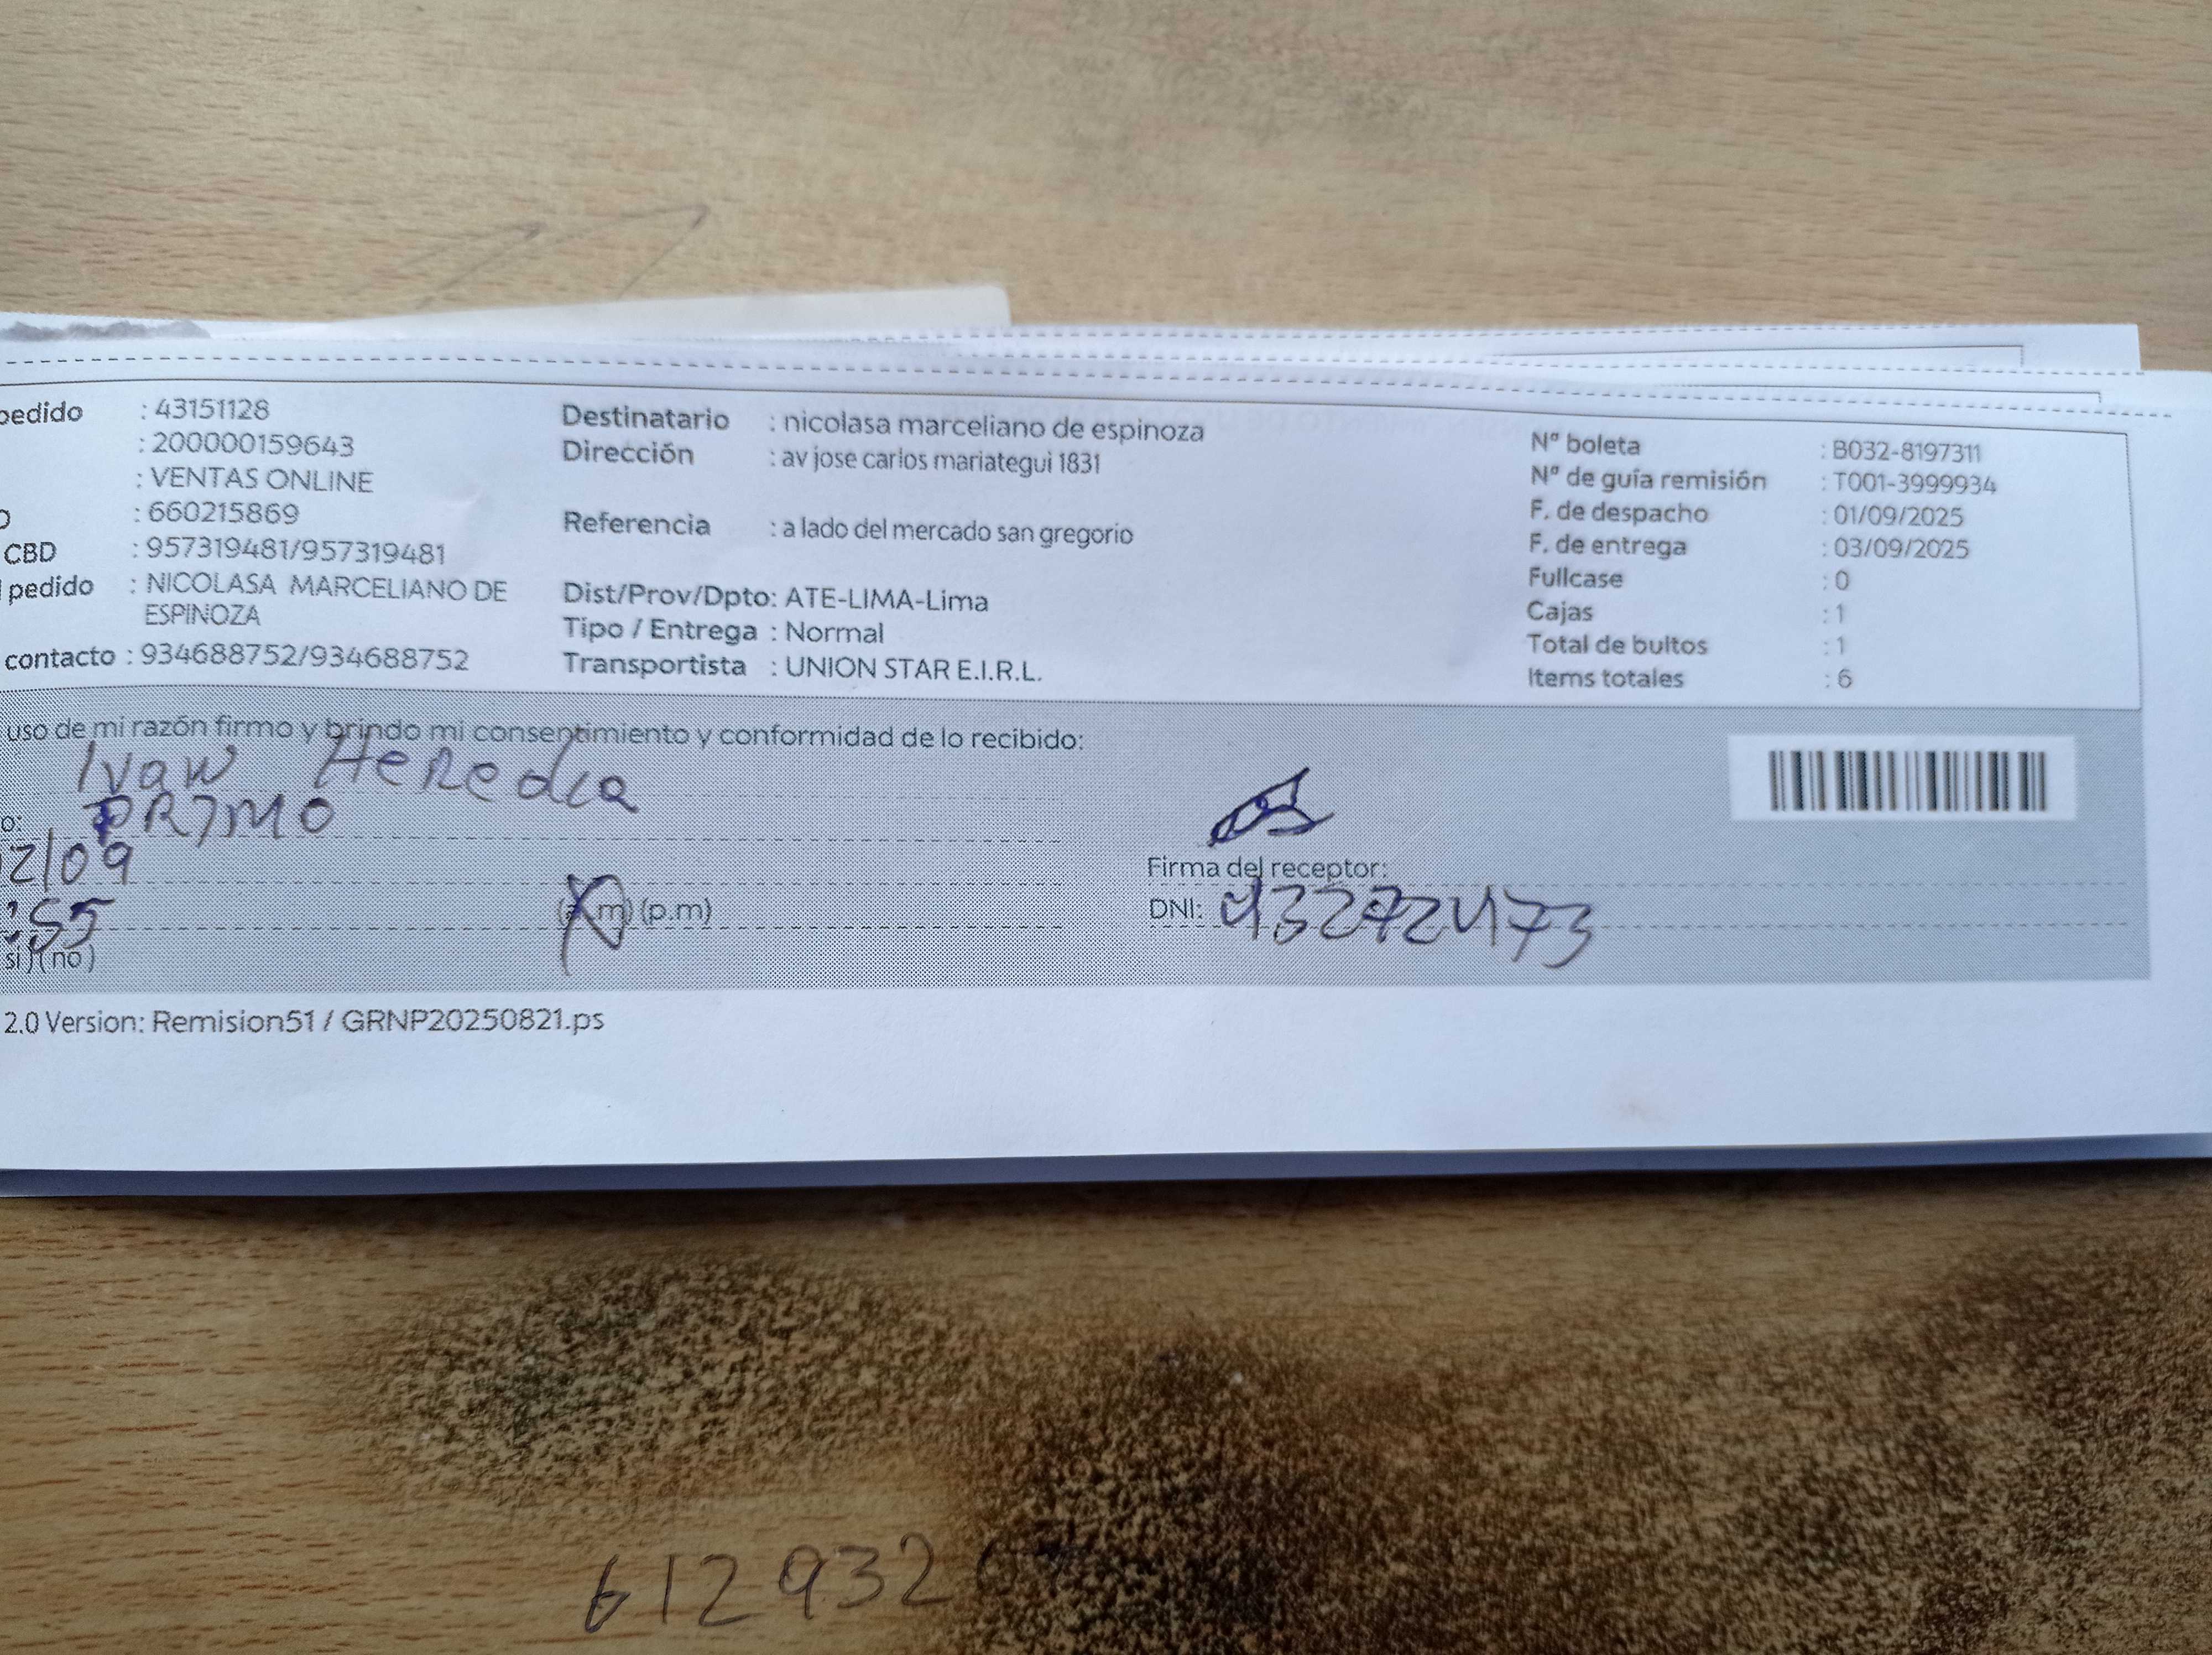 pedido : 43151128
: 200000159643
: VENTAS ONLINE
: 660215869
CBD : 957319481/957319481
pedido : NICOLASA MARCELIANO DE
ESPINOZA
contacto : 934688752/934688752
Destinatario : nicolasa marceliano de espinoza
Dirección : av jose carlos mariategui 1831
Referencia : a lado del mercado san gregorio
Dist/Prov/Dpto: ATE-LIMA-Lima
Tipo / Entrega : Normal
Transportista : UNION STAR E.I.R.L.
Nº boleta : B032-8197311
Nº de guía remisión : T001-3999934
F. de despacho : 01/09/2025
F. de entrega : 03/09/2025
Fullcase : 0
Cajas : 1
Total de bultos : 1
Items totales : 6
uso de mi razón firmo y brindo mi consentimiento y conformidad de lo recibido:
Ivan Heredia
o: PRIMO
2/09
:55 (a.m) (p.m)
si) (no)
Firma del receptor:
DNI: 43272473
2.0 Version: Remision51 / GRNP20250821.ps
612932